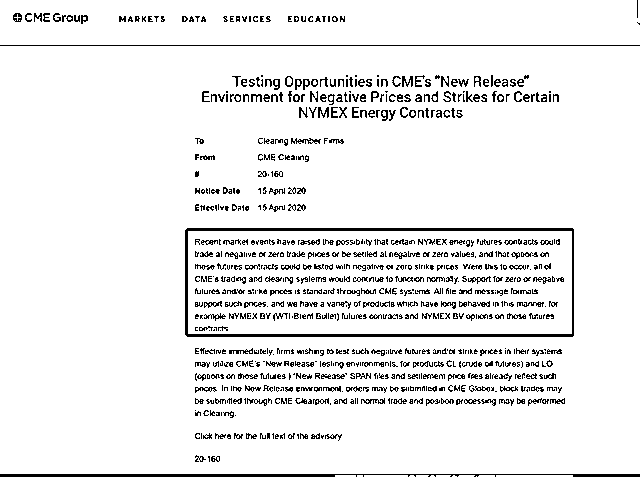 CME Group MARKETS DATA SERVICES EDUCATION
Testing Opportunities in CME's "New Release"
Environment for Negative Prices and Strikes for Certain
NYMEX Energy Contracts
To Clearing Member Firms
From CME Clearing
# 20-160
Notice Date 15 April 2020
Effective Date 15 April 2020
Recent market events have raised the possibility that certain NYMEX energy futures contracts could
trade at negative or zero trade prices or be settled at negative or zero values, and that options on
these futures contracts could be listed with negative or zero strike prices. Were this to occur, all of
CME's trading and clearing systems would continue to function normally. Support for zero or negative
futures and/or strike prices is standard throughout CME systems. All file and message formats
support such prices, and we have a variety of products which have long behaved in this manner, for
example NYMEX BY (WTI-Brent Bullet) futures contracts and NYMEX BY options on those futures
contracts.
Effective immediately, firms wishing to test such negative futures and/or strike prices in their systems
may utilize CME's "New Release" testing environments, for products CL (crude oil futures) and LO
(options on those futures.) "New Release" SPAN files and settlement price files already reflect such
prices. In the New Release environment, orders may be submitted in CME Globex, block trades may
be submitted through CME Clearport, and all normal trade and position processing may be performed
in Clearing.
Click here for the full text of the advisory
20-160